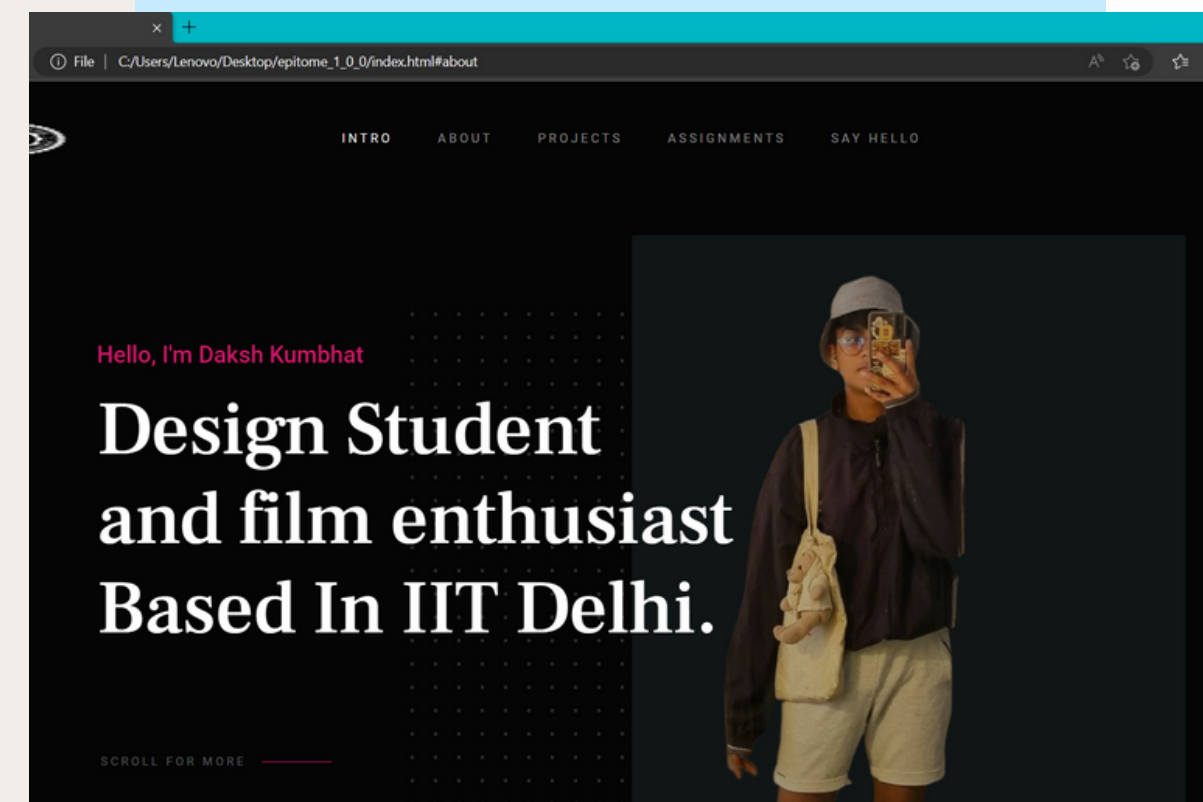 File | C:/Users/Lenovo/Desktop/epitome_1_0_0/index.html#about
INTRO ABOUT PROJECTS ASSIGNMENTS SAY HELLO
Hello, I'm Daksh Kumbhat
Design Student
and film enthusiast
Based In IIT Delhi.
SCROLL FOR MORE